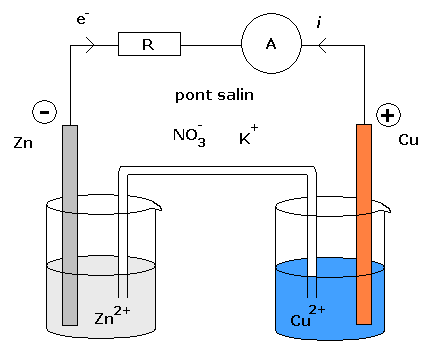 e⁻
i
R
A
pont salin
−
+
Zn
NO₃⁻ K⁺
Cu
Zn²⁺
Cu²⁺